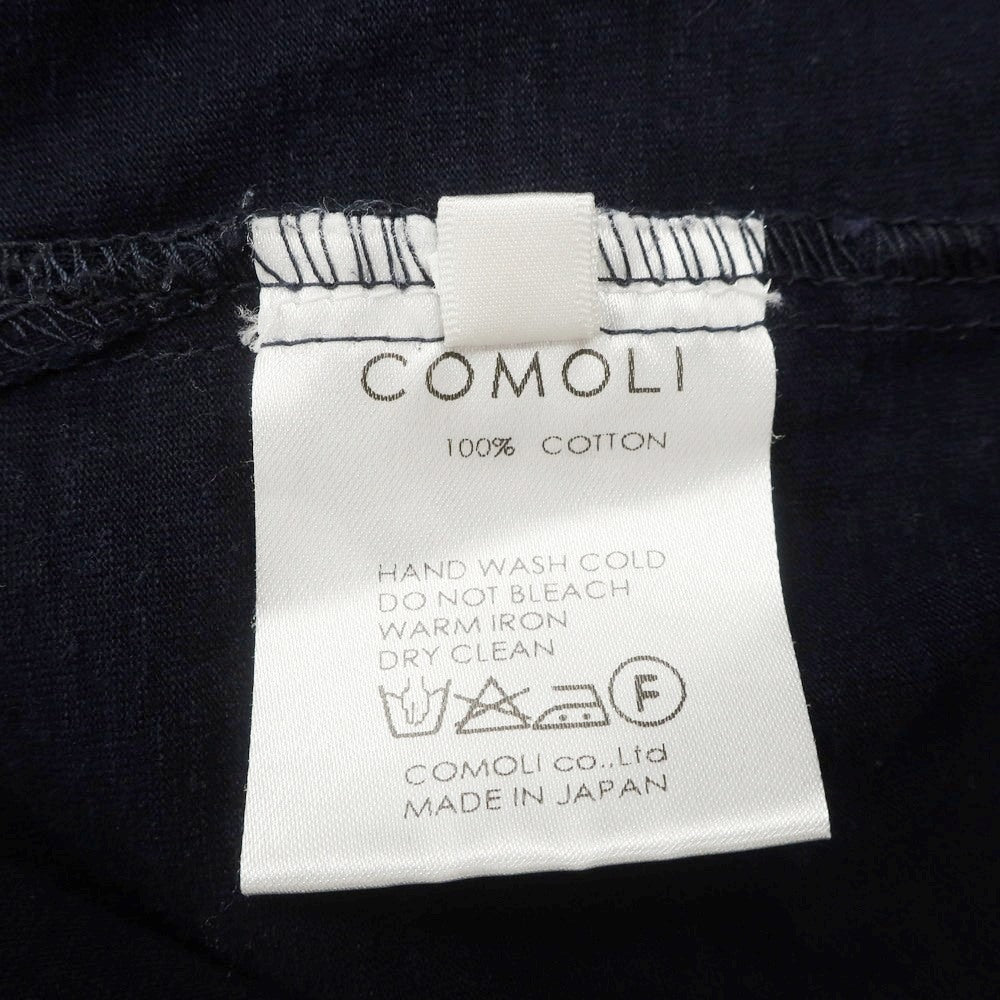 COMOLI
100% COTTON
HAND WASH COLD
DO NOT BLEACH
WARM IRON
DRY CLEAN
F
COMOLI co.,Ltd
MADE IN JAPAN